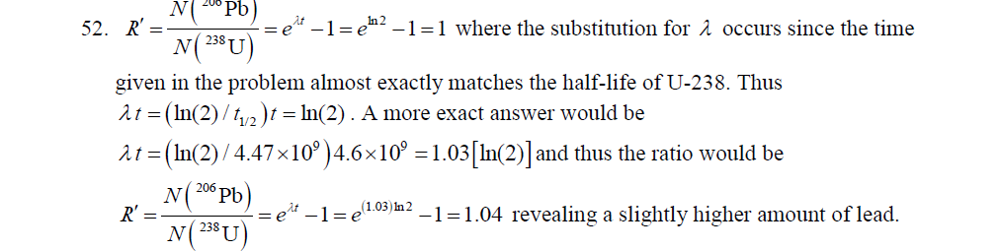 52. R′ = N(²⁰⁶Pb) / N(²³⁸U) = e^{λt} − 1 = e^{ln 2} − 1 = 1 where the substitution for λ occurs since the time
given in the problem almost exactly matches the half-life of U-238. Thus
λt = (ln(2) / t_{1/2})t = ln(2). A more exact answer would be
λt = (ln(2) / 4.47×10⁹)4.6×10⁹ = 1.03[ln(2)] and thus the ratio would be
R′ = N(²⁰⁶Pb) / N(²³⁸U) = e^{λt} − 1 = e^{(1.03)ln 2} − 1 = 1.04 revealing a slightly higher amount of lead.